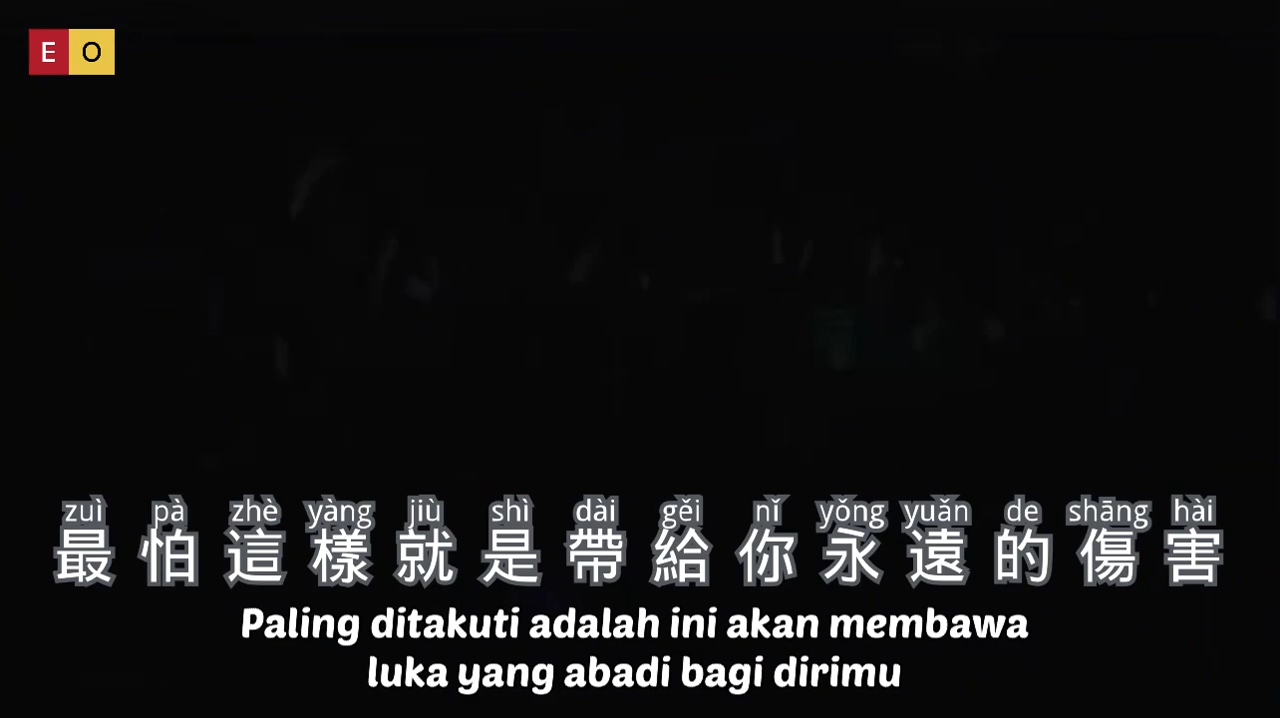 E O
zuì pà zhè yàng jiù shì dài gěi nǐ yǒng yuǎn de shāng hài
最怕這樣就是帶給你永遠的傷害
Paling ditakuti adalah ini akan membawa
luka yang abadi bagi dirimu